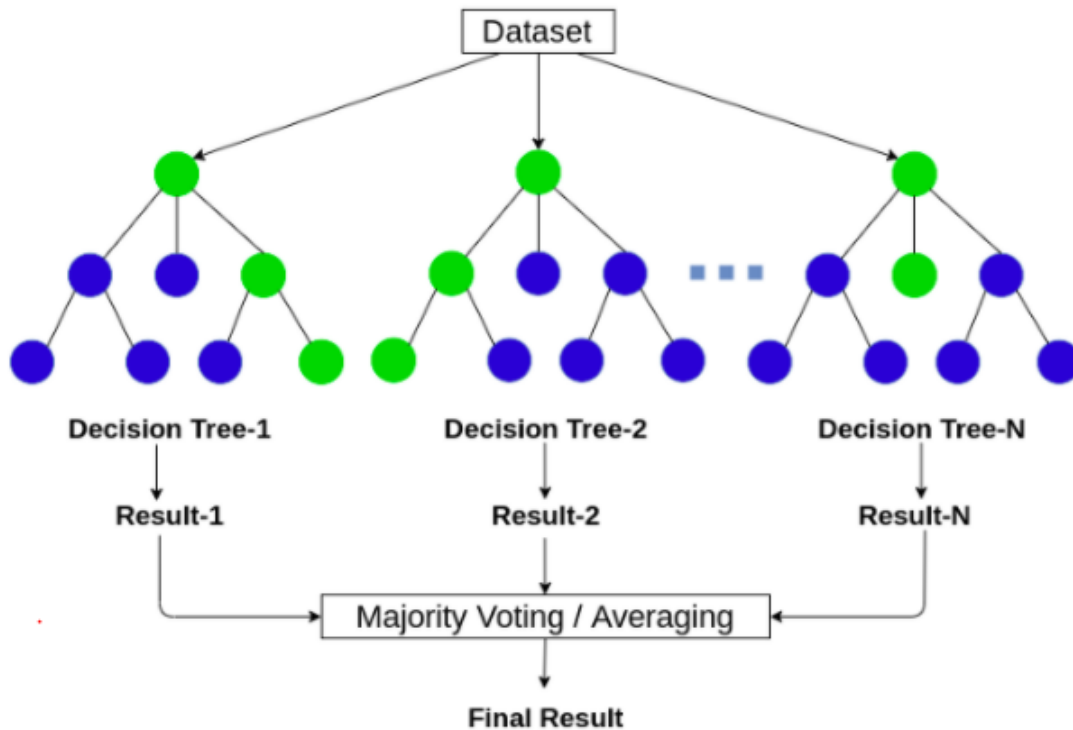 Dataset
Decision Tree-1
Decision Tree-2
Decision Tree-N
Result-1
Result-2
Result-N
Majority Voting / Averaging
Final Result